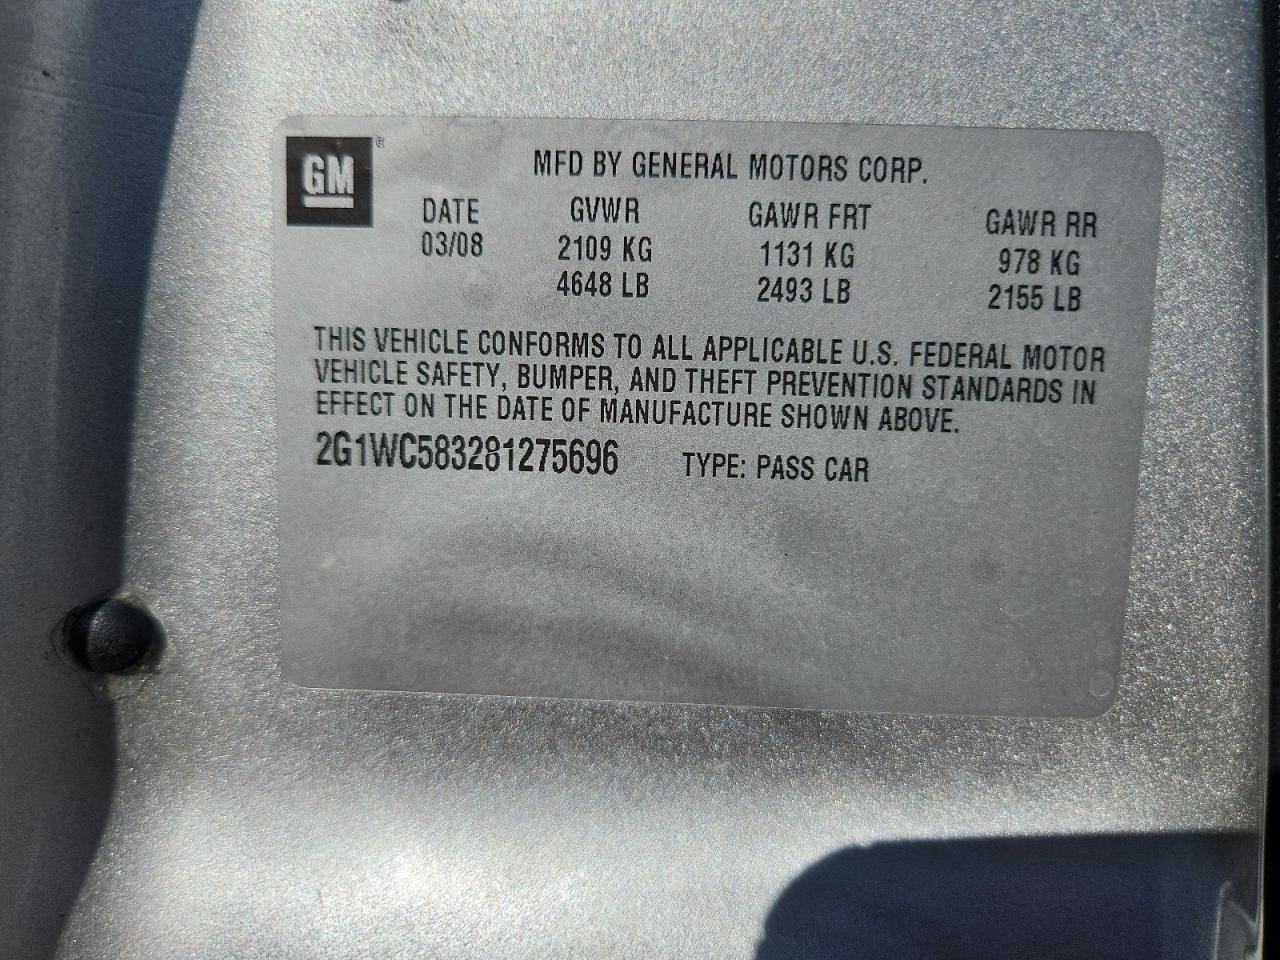 GM ®
MFD BY GENERAL MOTORS CORP.
DATE GVWR GAWR FRT GAWR RR
03/08 2109 KG 1131 KG 978 KG
4648 LB 2493 LB 2155 LB
THIS VEHICLE CONFORMS TO ALL APPLICABLE U.S. FEDERAL MOTOR
VEHICLE SAFETY, BUMPER, AND THEFT PREVENTION STANDARDS IN
EFFECT ON THE DATE OF MANUFACTURE SHOWN ABOVE.
2G1WC583281275696 TYPE: PASS CAR